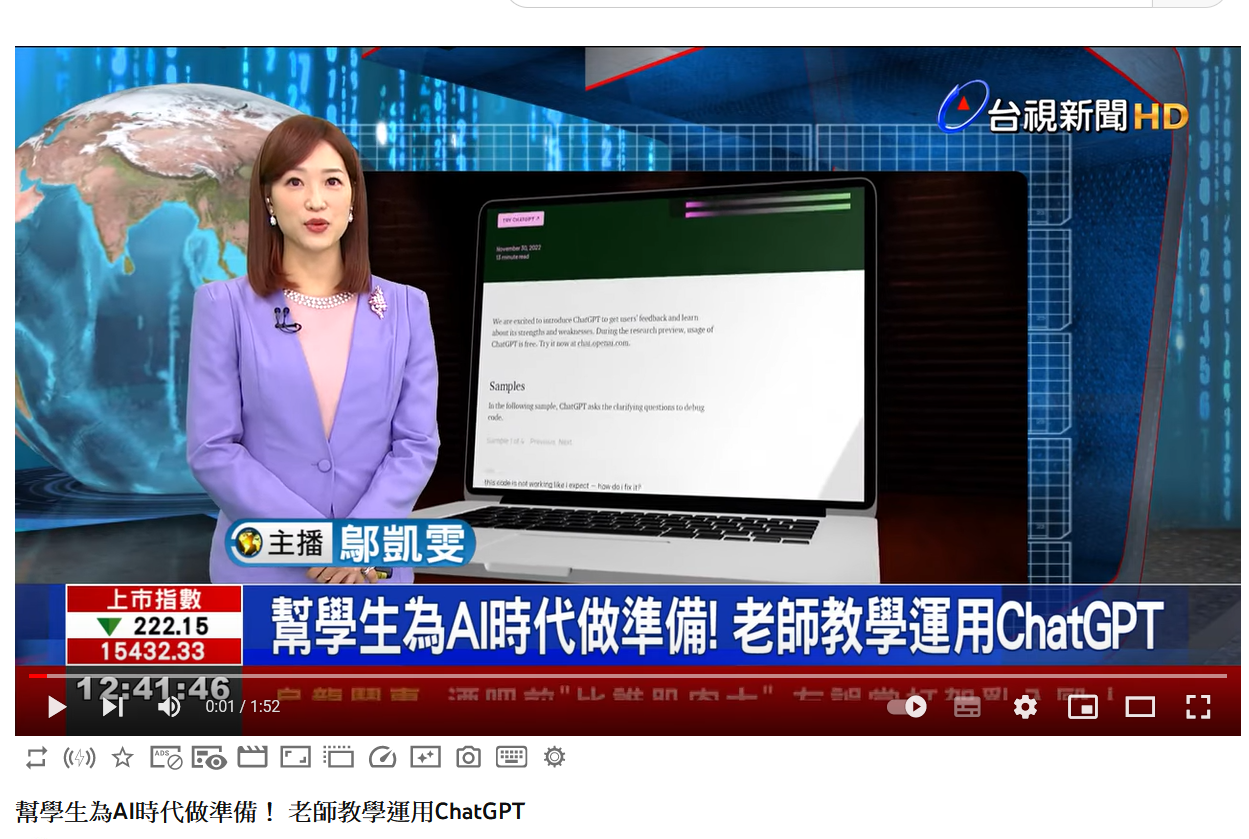 台視新聞HD
TRY CHATGPT ↗
November 30, 2022
13 minute read
We are excited to introduce ChatGPT to get users' feedback and learn
about its strengths and weaknesses. During the research preview, usage of
ChatGPT is free. Try it now at chat.openai.com.
Samples
In the following sample, ChatGPT asks the clarifying questions to debug
code.
Sample 1 of 4 Previous Next
this code is not working like i expect — how do i fix it?
主播 鄔凱雯
上市指數
▼ 222.15
15432.33
幫學生為AI時代做準備! 老師教學運用ChatGPT
12:41:46
0:01 / 1:52
ADS
幫學生為AI時代做準備！ 老師教學運用ChatGPT